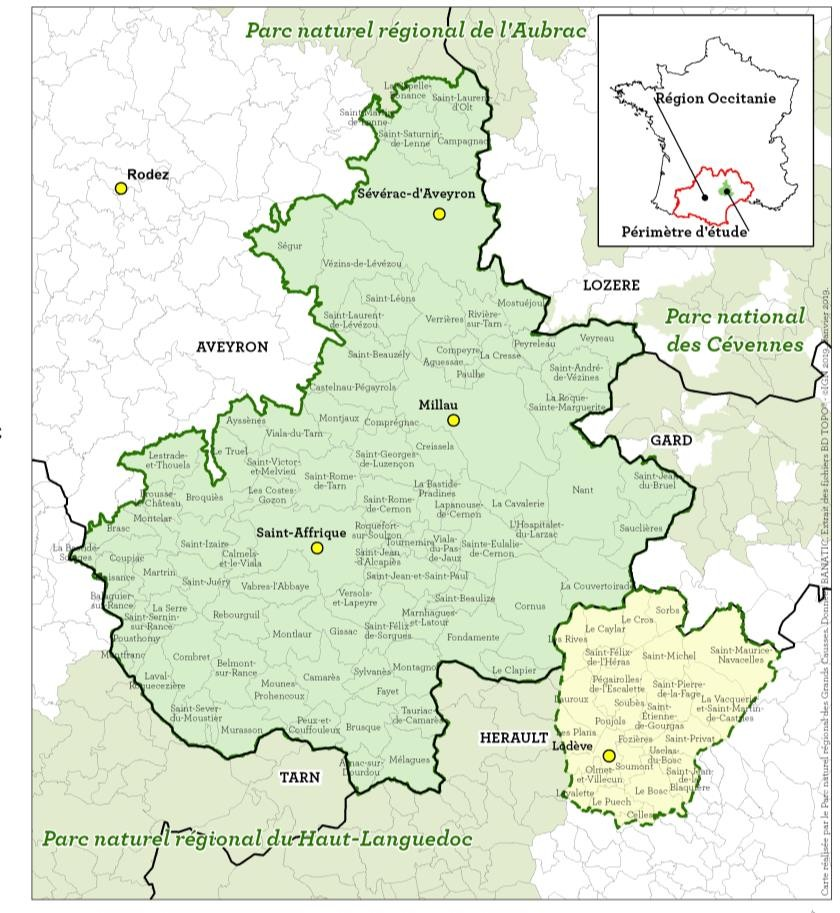 Parc naturel régional de l'Aubrac
Région Occitanie
Périmètre d'étude
Rodez
Saint-Laurent-
d'Olt
Saint-Saturnin-
de-Lenne
Campagnac
Sévérac-d'Aveyron
Ségur
Vézins-de-Lévézou
LOZERE
Saint-Léons
Mostuéjouls
Saint-Laurent-
de-Lévézou
Verrières
Rivière-
sur-Tarn
Parc national
des Cévennes
AVEYRON
Peyreleau
Veyreau
Saint-Beauzély
Compeyre
Aguessac
La Cresse
Paulhe
Saint-André-
de-Vézines
Castelnau-Pégayrols
Millau
La Roque-
Sainte-Marguerite
Ayssènes
Montjaux
Comprégnac
Viala-du-Tarn
GARD
Creissels
Lestrade-
et-Thouels
Le Truel
Saint-Victor-
et-Melvieu
Saint-Georges-
de-Luzençon
Saint-Rome-
de-Tarn
Saint-Jean-
du-Bruel
La Bastide-
Pradines
Nant
Brousse-
le-Château
Broquiès
Les Costes-
Gozon
Saint-Rome-
de-Cernon
Lapanouse-
de-Cernon
La Cavalerie
Montclar
Brasc
Saint-Affrique
Roquefort-
sur-Soulzon
L'Hospitalet-
du-Larzac
Sauclières
Saint-Izaire
Tournemire
Viala-
du-Pas-
de-Jaux
Sainte-Eulalie-
de-Cernon
La Bastide-
Solages
Coupiac
Calmels-
et-le-Viala
Saint-Jean-
d'Alcapiès
Plaisance
Martrin
Saint-Juéry
Vabres-l'Abbaye
Saint-Jean-et-Saint-Paul
La Couvertoirade
Balaguier-
sur-Rance
Versols-
et-Lapeyre
Saint-Beaulize
Cornus
La Serre
Saint-Sernin-
sur-Rance
Rebourguil
Marnhagues-
et-Latour
Sorbs
Le Cros
Le Caylar
Pousthomy
Montlaur
Gissac
Saint-Félix-
de-Sorgues
Fondamente
Les Rives
Montfranc
Combret
Saint-Félix-
de-l'Héras
Saint-Michel
Saint-Maurice-
Navacelles
Belmont-
sur-Rance
Camarès
Sylvanès
Montagnol
Le Clapier
Laval-
Roquecezière
Mounes-
Prohencoux
Fayet
Pégairolles-
de-l'Escalette
Saint-Pierre-
de-la-Fage
Lauroux
Soubès
La Vacquerie-
et-Saint-Martin-
de-Castries
Saint-Sever-
du-Moustier
Tauriac-
de-Camarès
Saint-
Étienne-
de-Gourgas
Poujols
Murasson
Peux-et-
Couffouleux
Brusque
HERAULT
Les Plans
Fozières
Saint-Privat
Lodève
Usclas-
du-Bosc
Arnac-sur-
Dourdou
Mélagues
Olmet-
et-Villecun
Soumont
Saint-Jean-
de-la-
Blaquière
TARN
Lavalette
Le Bosc
Le Puech
Celles
Parc naturel régional du Haut-Languedoc